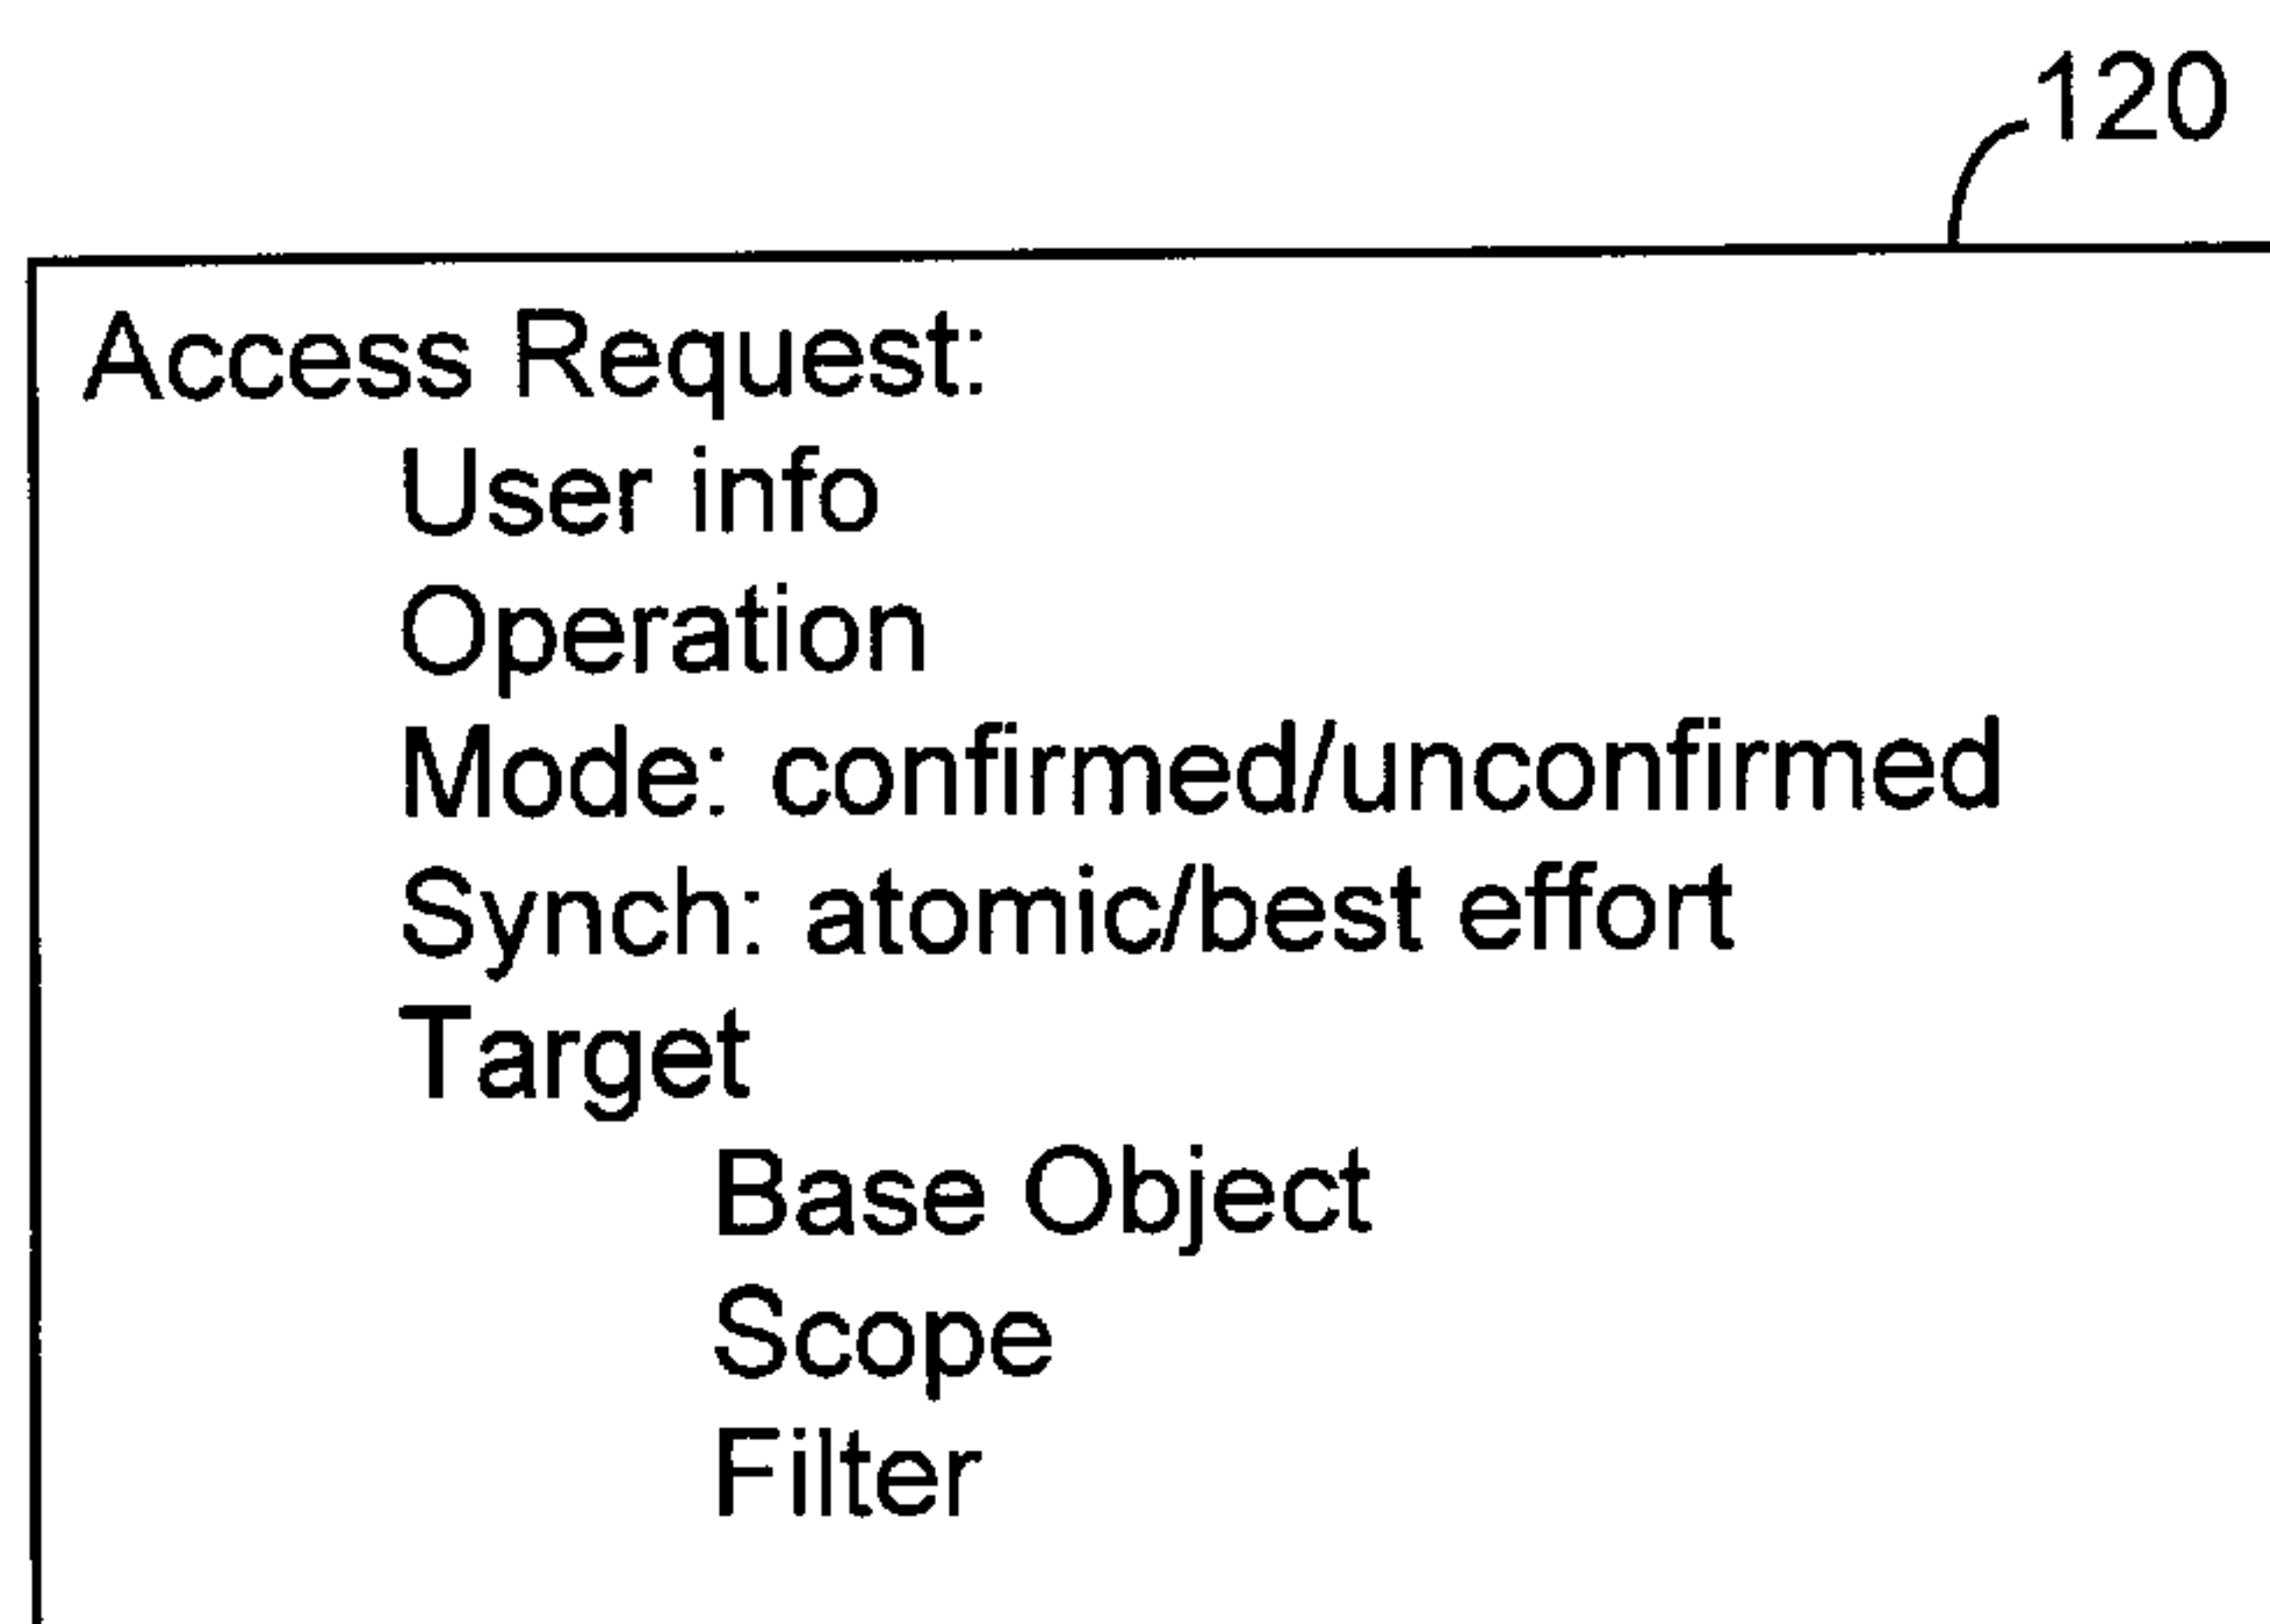 120
Access Request:
User info
Operation
Mode: confirmed/unconfirmed
Synch: atomic/best effort
Target
Base Object
Scope
Filter